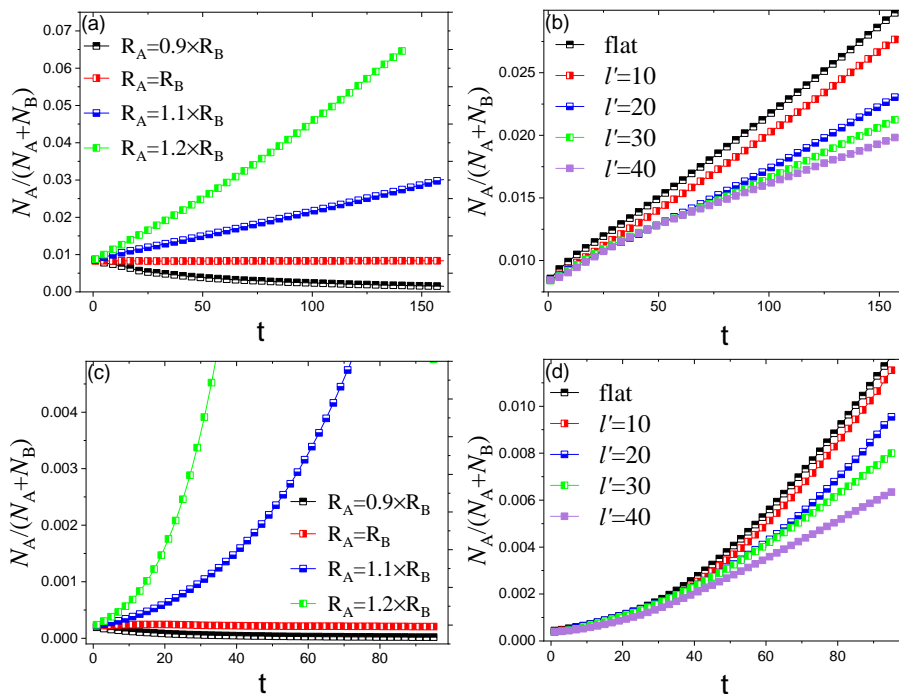 (a)
R_A=0.9×R_B
R_A=R_B
R_A=1.1×R_B
R_A=1.2×R_B
0.07
0.06
0.05
0.04
0.03
0.02
0.01
0.00
0 50 100 150
N_A/(N_A+N_B)
t
(b)
flat
l'=10
l'=20
l'=30
l'=40
0.025
0.020
0.015
0.010
0 50 100 150
N_A/(N_A+N_B)
t
(c)
R_A=0.9×R_B
R_A=R_B
R_A=1.1×R_B
R_A=1.2×R_B
0.004
0.003
0.002
0.001
0.000
0 20 40 60 80
N_A/(N_A+N_B)
t
(d)
flat
l'=10
l'=20
l'=30
l'=40
0.010
0.008
0.006
0.004
0.002
0.000
0 20 40 60 80
N_A/(N_A+N_B)
t